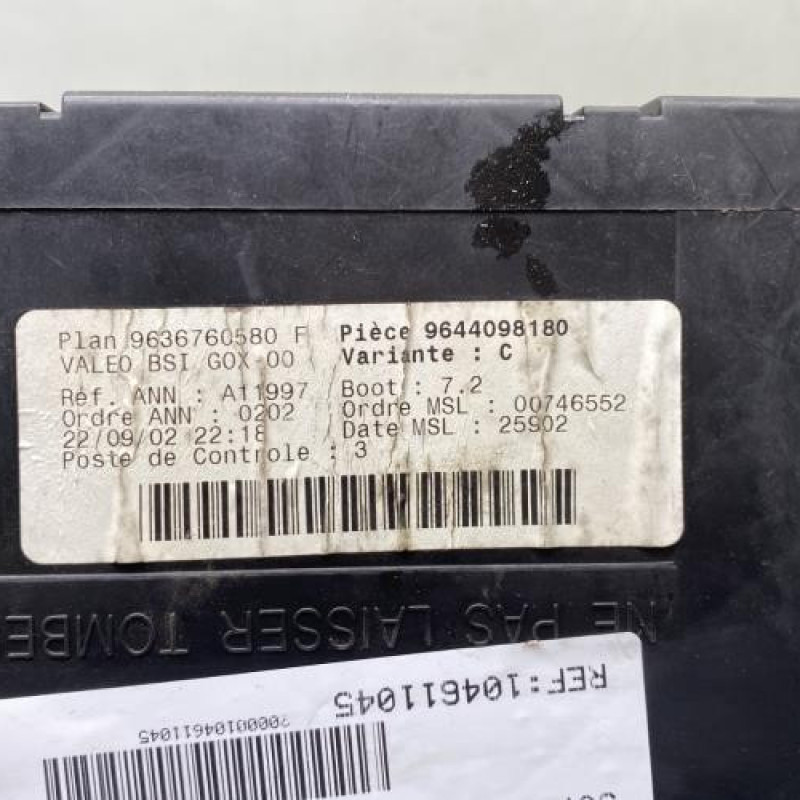 Plan 9636760580 F Pièce 9644098180
VALEO BSI GOX-00 Variante : C
Réf. ANN : A11997 Boot : 7.2
Ordre ANN : 0202 Ordre MSL : 00746552
22/09/02 22:18 Date MSL : 25902
Poste de Controle : 3
NE PAS LAISSER TOMBE
REF:104611045
0000104611045